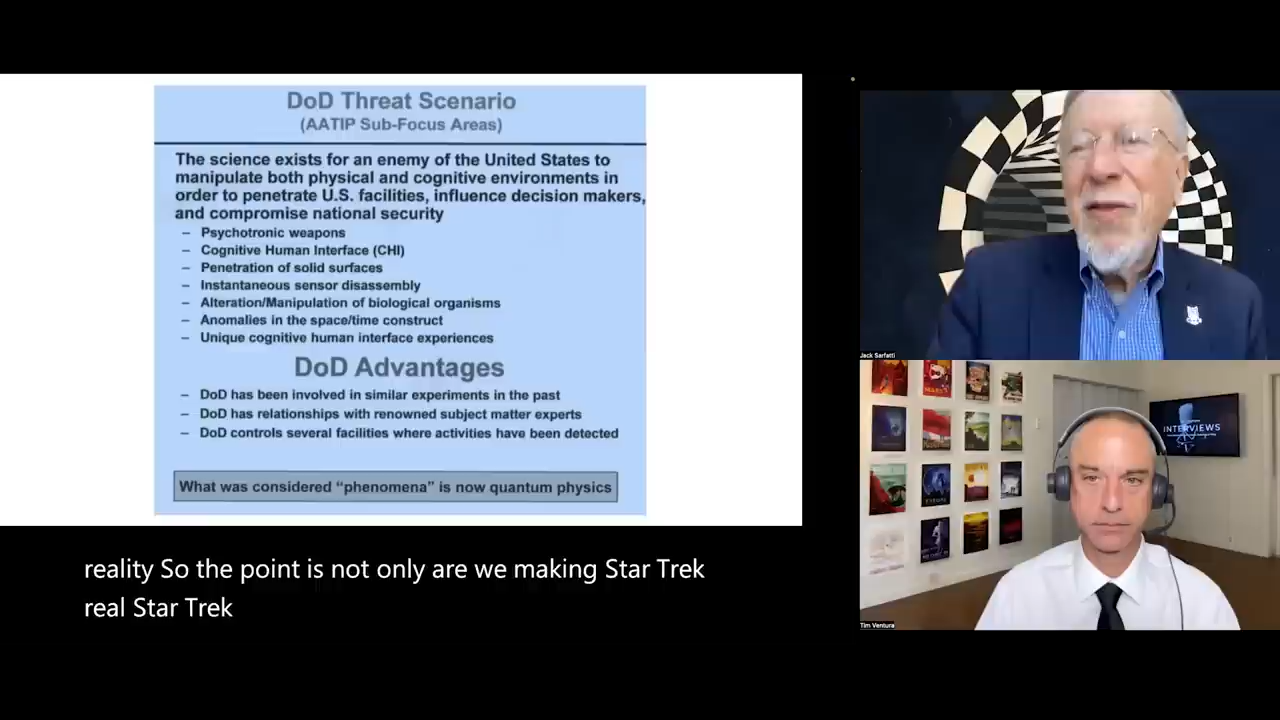 DoD Threat Scenario
(AATIP Sub-Focus Areas)
The science exists for an enemy of the United States to
manipulate both physical and cognitive environments in
order to penetrate U.S. facilities, influence decision makers,
and compromise national security
– Psychotronic weapons
– Cognitive Human Interface (CHI)
– Penetration of solid surfaces
– Instantaneous sensor disassembly
– Alteration/Manipulation of biological organisms
– Anomalies in the space/time construct
– Unique cognitive human interface experiences
DoD Advantages
– DoD has been involved in similar experiments in the past
– DoD has relationships with renowned subject matter experts
– DoD controls several facilities where activities have been detected
What was considered “phenomena” is now quantum physics
reality So the point is not only are we making Star Trek
real Star Trek
Jack Sarfatti
INTERVIEWS
Tim Ventura